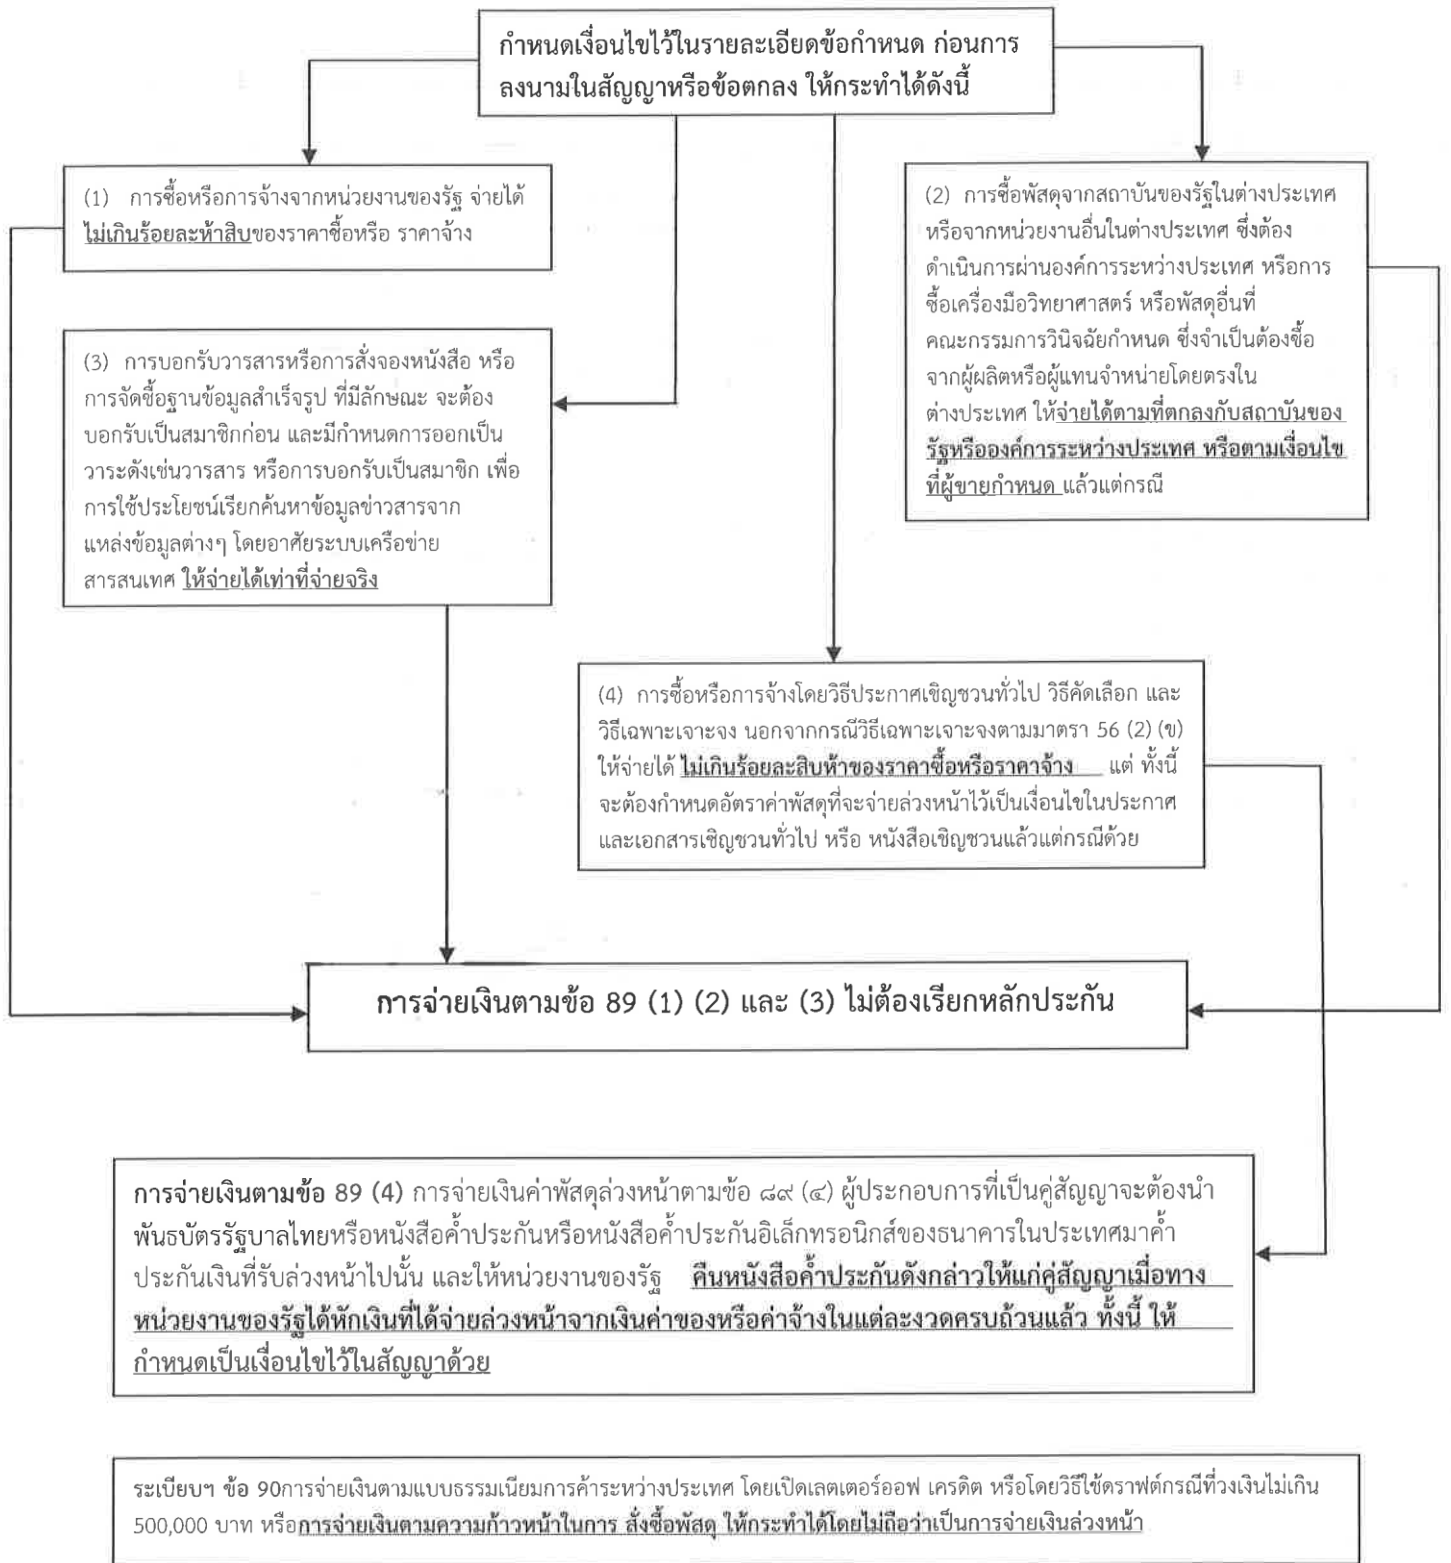 กำหนดเงื่อนไขไว้ในรายละเอียดข้อกำหนด ก่อนการ
ลงนามในสัญญาหรือข้อตกลง ให้กระทำได้ดังนี้
(1) การซื้อหรือการจ้างจากหน่วยงานของรัฐ จ่ายได้
ไม่เกินร้อยละห้าสิบของราคาซื้อหรือ ราคาจ้าง
(2) การซื้อพัสดุจากสถาบันของรัฐในต่างประเทศ
หรือจากหน่วยงานอื่นในต่างประเทศ ซึ่งต้อง
ดำเนินการผ่านองค์การระหว่างประเทศ หรือการ
ซื้อเครื่องมือวิทยาศาสตร์ หรือพัสดุอื่นที่
คณะกรรมการวินิจฉัยกำหนด ซึ่งจำเป็นต้องซื้อ
จากผู้ผลิตหรือผู้แทนจำหน่ายโดยตรงใน
ต่างประเทศ ให้จ่ายได้ตามที่ตกลงกับสถาบันของ
รัฐหรือองค์การระหว่างประเทศ หรือตามเงื่อนไข
ที่ผู้ขายกำหนด แล้วแต่กรณี
(3) การบอกรับวารสารหรือการสั่งจองหนังสือ หรือ
การจัดซื้อฐานข้อมูลสำเร็จรูป ที่มีลักษณะ จะต้อง
บอกรับเป็นสมาชิกก่อน และมีกำหนดการออกเป็น
วาระดังเช่นวารสาร หรือการบอกรับเป็นสมาชิก เพื่อ
การใช้ประโยชน์เรียกค้นหาข้อมูลข่าวสารจาก
แหล่งข้อมูลต่างๆ โดยอาศัยระบบเครือข่าย
สารสนเทศ ให้จ่ายได้เท่าที่จ่ายจริง
(4) การซื้อหรือการจ้างโดยวิธีประกาศเชิญชวนทั่วไป วิธีคัดเลือก และ
วิธีเฉพาะเจาะจง นอกจากกรณีวิธีเฉพาะเจาะจงตามมาตรา 56 (2) (ข)
ให้จ่ายได้ ไม่เกินร้อยละสิบห้าของราคาซื้อหรือราคาจ้าง แต่ ทั้งนี้
จะต้องกำหนดอัตราค่าพัสดุที่จะจ่ายล่วงหน้าไว้เป็นเงื่อนไขในประกาศ
และเอกสารเชิญชวนทั่วไป หรือ หนังสือเชิญชวนแล้วแต่กรณีด้วย
การจ่ายเงินตามข้อ 89 (1) (2) และ (3) ไม่ต้องเรียกหลักประกัน
การจ่ายเงินตามข้อ 89 (4) การจ่ายเงินค่าพัสดุล่วงหน้าตามข้อ ๘๙ (๔) ผู้ประกอบการที่เป็นคู่สัญญาจะต้องนำ
พันธบัตรรัฐบาลไทยหรือหนังสือค้ำประกันหรือหนังสือค้ำประกันอิเล็กทรอนิกส์ของธนาคารในประเทศมาค้ำ
ประกันเงินที่รับล่วงหน้าไปนั้น และให้หน่วยงานของรัฐ คืนหนังสือค้ำประกันดังกล่าวให้แก่คู่สัญญาเมื่อทาง
หน่วยงานของรัฐได้หักเงินที่ได้จ่ายล่วงหน้าจากเงินค่าของหรือค่าจ้างในแต่ละงวดครบถ้วนแล้ว ทั้งนี้ ให้
กำหนดเป็นเงื่อนไขไว้ในสัญญาด้วย
ระเบียบฯ ข้อ 90การจ่ายเงินตามแบบธรรมเนียมการค้าระหว่างประเทศ โดยเปิดเลตเตอร์ออฟ เครดิต หรือโดยวิธีใช้ดราฟต์กรณีที่วงเงินไม่เกิน
500,000 บาท หรือการจ่ายเงินตามความก้าวหน้าในการ สั่งซื้อพัสดุ ให้กระทำได้โดยไม่ถือว่าเป็นการจ่ายเงินล่วงหน้า